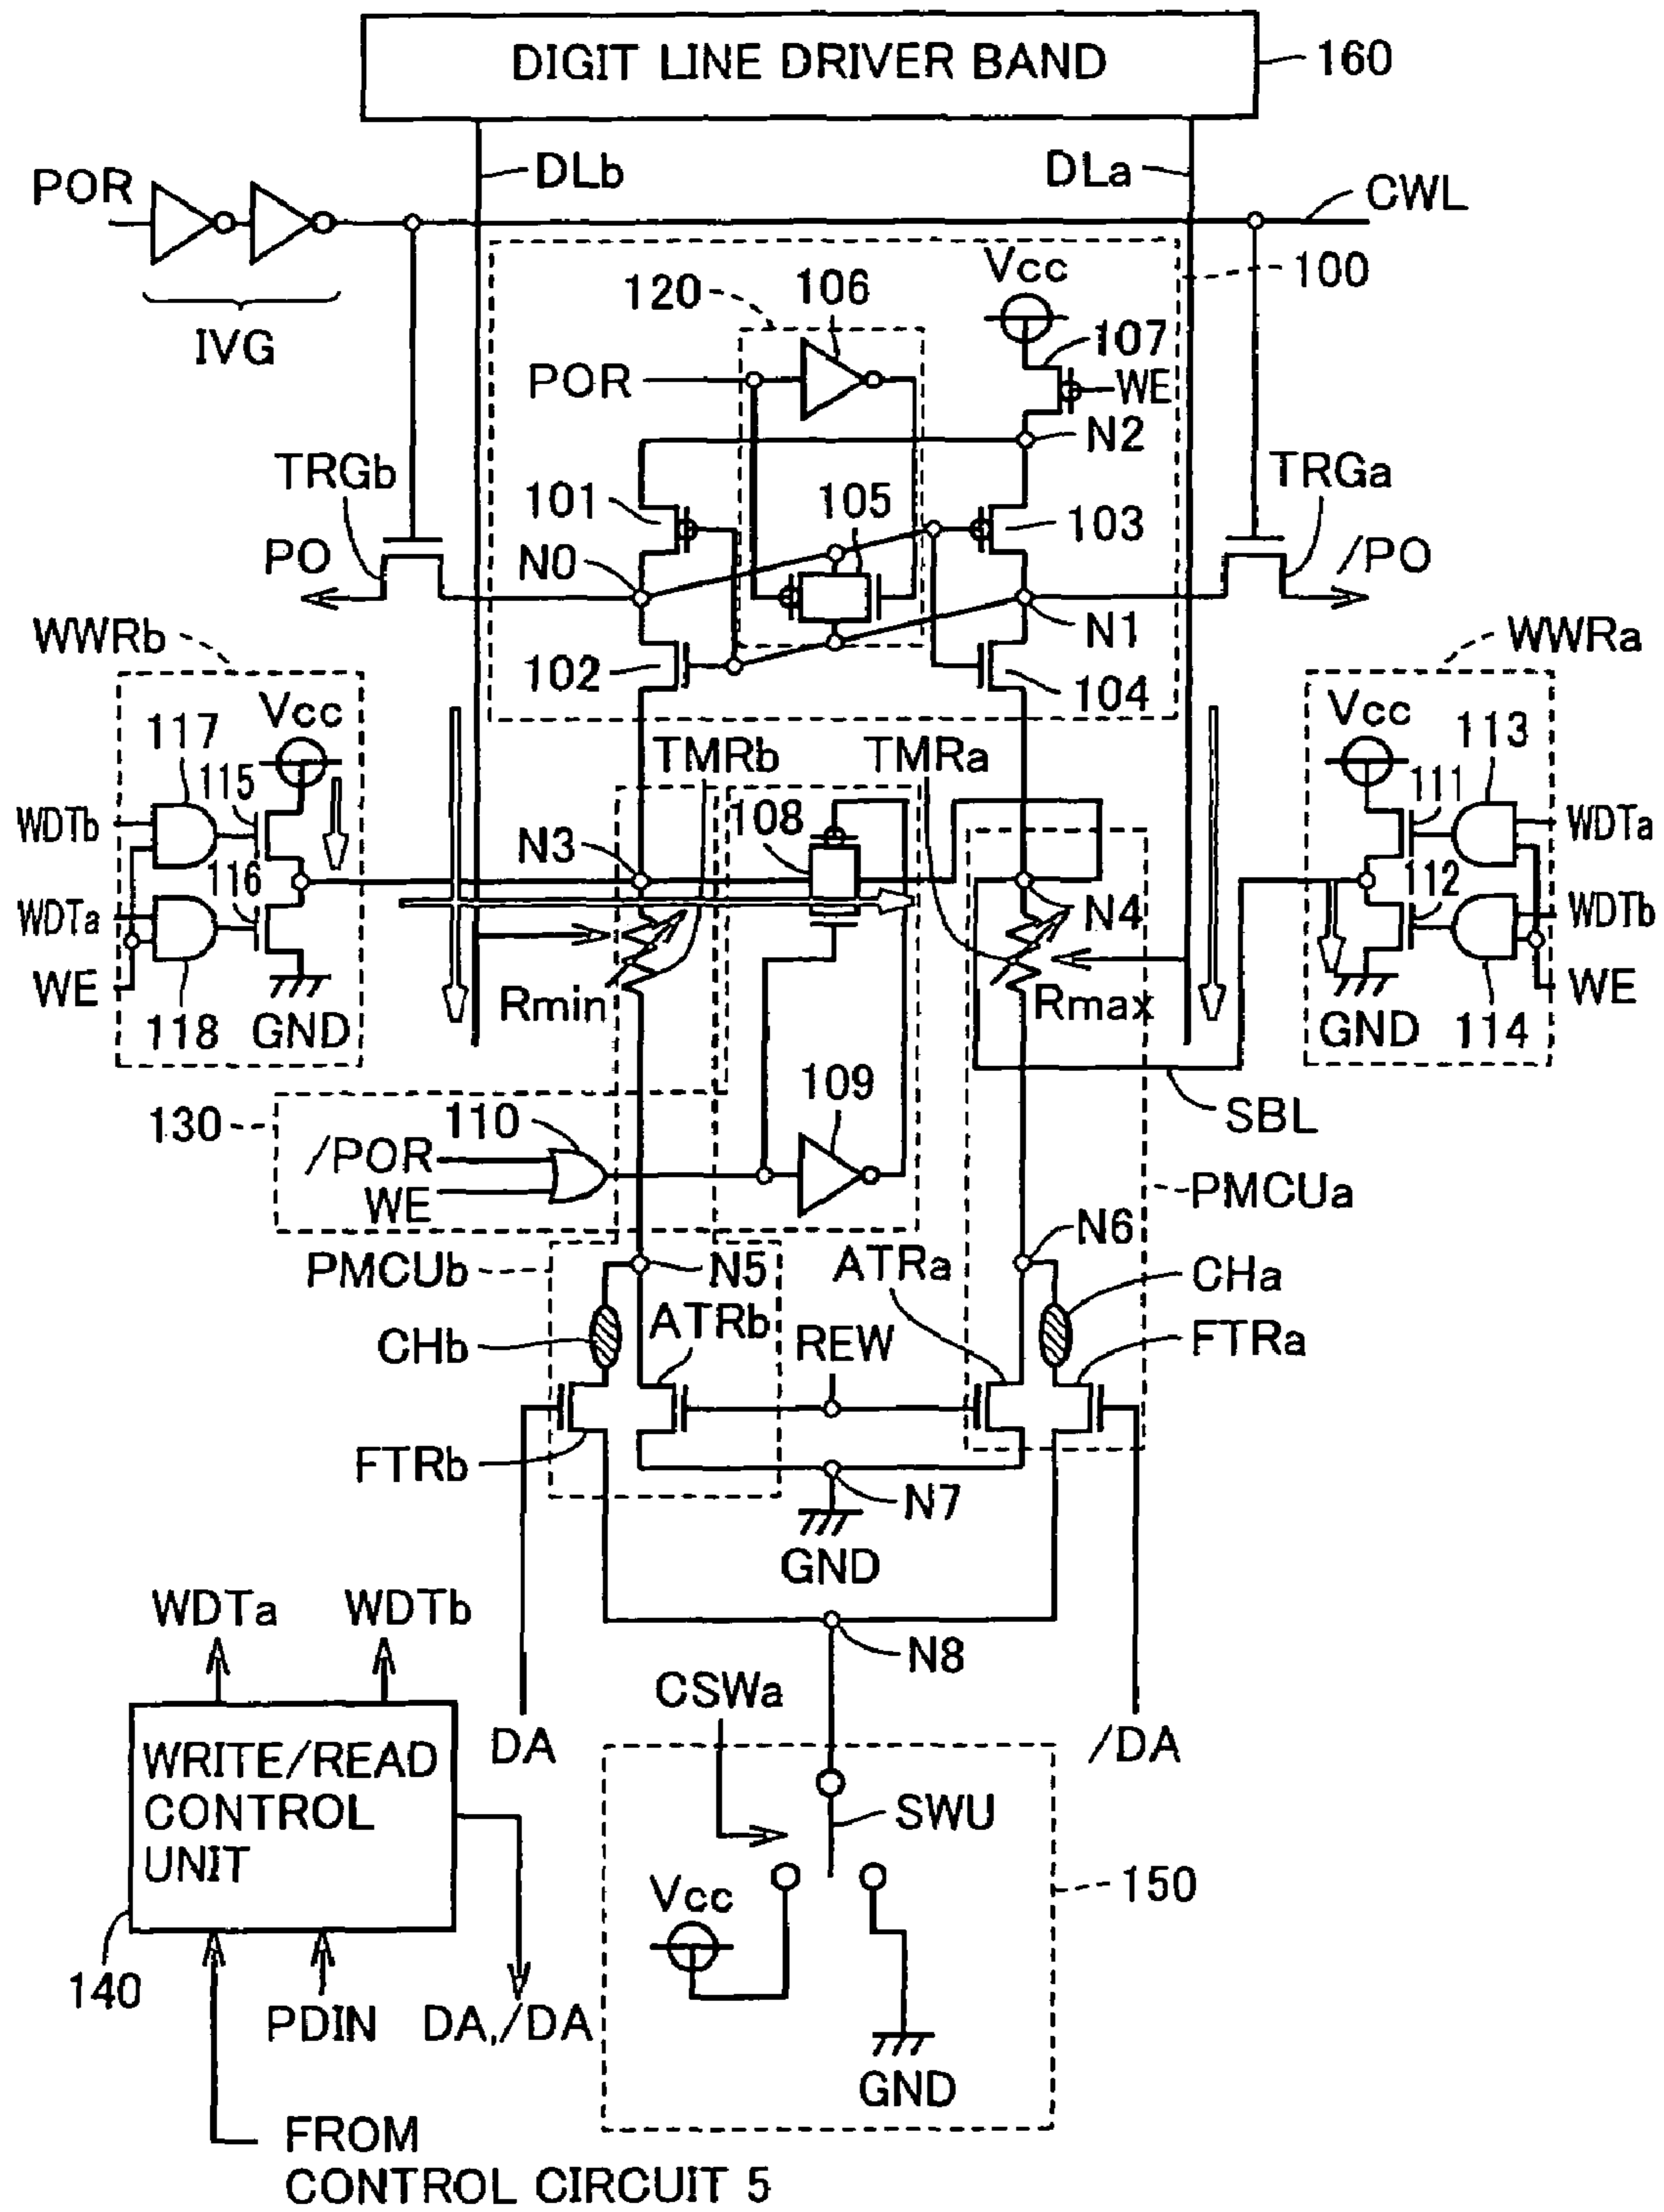 DIGIT LINE DRIVER BAND
160
DLb
DLa
POR
CWL
IVG
Vcc
100
120
106
107
POR
WE
N2
TRGb
TRGa
101
105
103
PO
N0
/PO
N1
WWRb
WWRa
102
104
Vcc
117
115
TMRb
TMRa
Vcc
113
111
WDTb
108
WDTa
N3
116
112
WDTa
N4
WDTb
WE
Rmin
Rmax
WE
118
GND
GND
114
109
SBL
130
110
/POR
WE
PMCUa
N6
PMCUb
N5
ATRa
CHa
ATRb
CHb
REW
FTRa
FTRb
N7
GND
WDTa
WDTb
N8
CSWa
DA
/DA
WRITE/READ
CONTROL
UNIT
SWU
Vcc
150
140
PDIN
DA,/DA
GND
FROM
CONTROL CIRCUIT 5